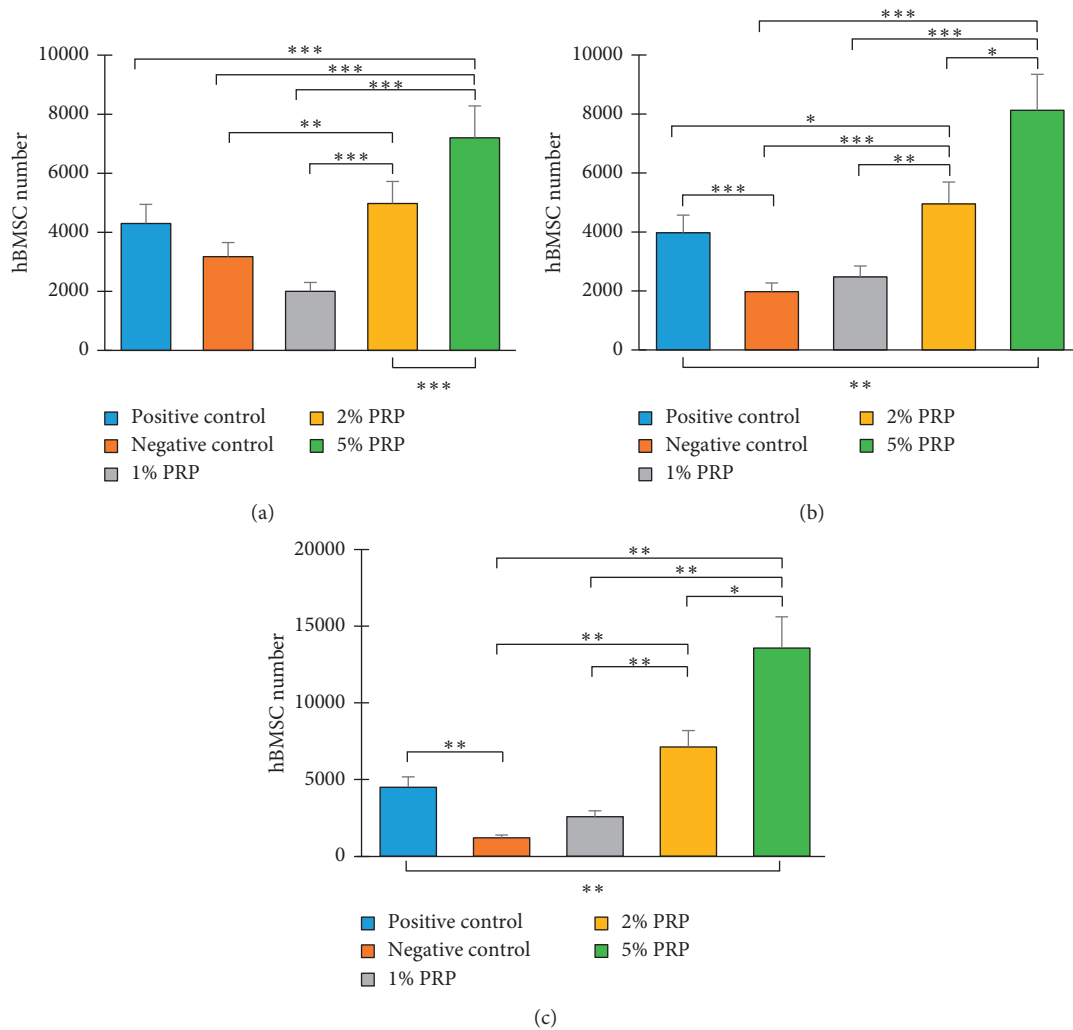 ***
10000
***
***
8000
**
***
6000
4000
2000
0
hBMSC number
***
Positive control
2% PRP
Negative control
5% PRP
1% PRP
(a)
***
***
10000
*
8000
*
***
6000
**
***
4000
2000
0
hBMSC number
**
Positive control
2% PRP
Negative control
5% PRP
1% PRP
(b)
20000
**
**
*
15000
**
**
10000
**
5000
0
hBMSC number
**
Positive control
2% PRP
Negative control
5% PRP
1% PRP
(c)